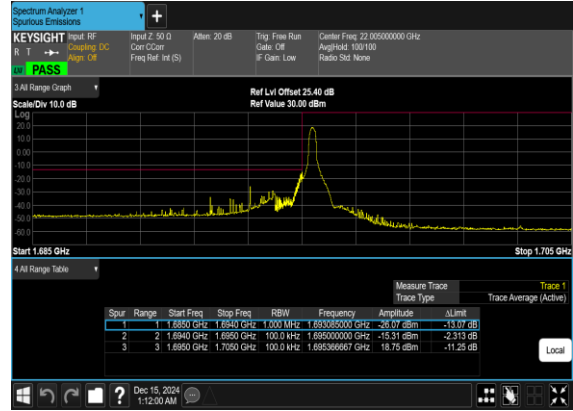 Spectrum Analyzer 1
Spurious Emissions
+
KEYSIGHT Input: RF Input Z: 50 Ω Atten: 20 dB Trig: Free Run Center Freq: 22.005000000 GHz
R T Coupling: DC Corr CCorr Gate: Off Avg|Hold: 100/100
Align: Off Freq Ref: Int (S) IF Gain: Low Radio Std: None
PASS
3 All Range Graph Ref Lvl Offset 25.40 dB
Scale/Div 10.0 dB Ref Value 30.00 dBm
Log
20.0
10.0
0.00
-10.0
-20.0
-30.0
-40.0
-50.0
-60.0
Start 1.685 GHz Stop 1.705 GHz
4 All Range Table
Measure Trace Trace 1
Trace Type Trace Average (Active)
Spur Range Start Freq Stop Freq RBW Frequency Amplitude ΔLimit
1 1 1.6850 GHz 1.6940 GHz 1.000 MHz 1.693085000 GHz -26.07 dBm -13.07 dB
2 2 1.6940 GHz 1.6950 GHz 100.0 kHz 1.695000000 GHz -15.31 dBm -2.313 dB
3 3 1.6950 GHz 1.7050 GHz 100.0 kHz 1.695366667 GHz 18.75 dBm -11.25 dB
Local
? Dec 15, 2024
1:12:00 AM